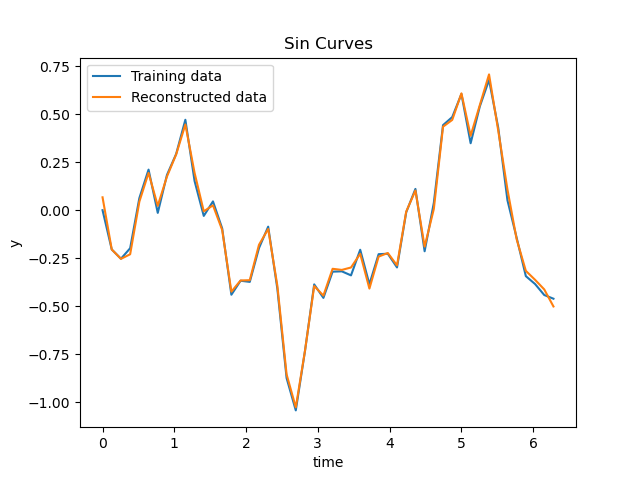 Sin Curves
Training data
Reconstructed data
0.75
0.50
0.25
0.00
−0.25
−0.50
−0.75
−1.00
y
0 1 2 3 4 5 6
time